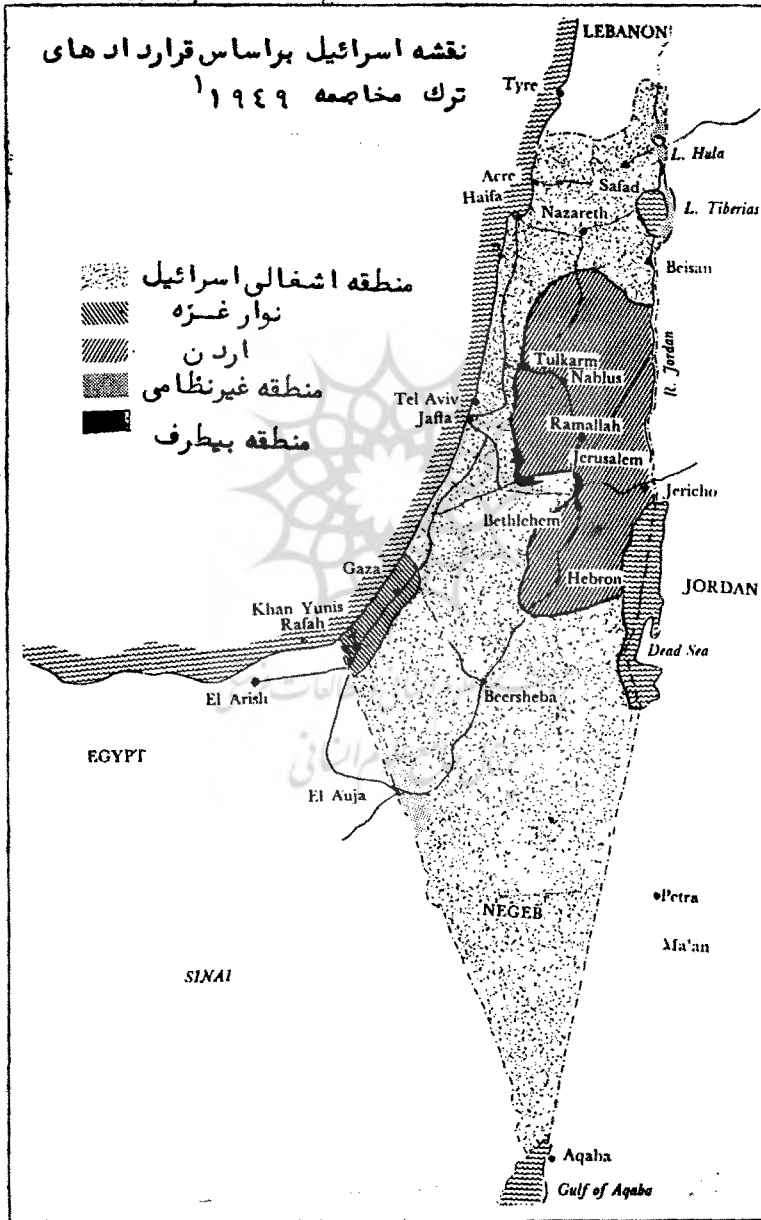 نقشه اسرائیل براساس قرارداد های
ترك مخاصمه ۱۹٤۹¹
منطقه اشغالی اسرائیل
نوار غـزه
اردن
منطقه غیرنظامی
منطقه بیطرف
LEBANON
Tyre
L. Hula
Acre
Safad
Haifa
Nazareth
L. Tiberias
Beisan
Tulkarm
Nablus
R. Jordan
Tel Aviv
Jaffa
Ramallah
Jerusalem
Jericho
Bethlehem
Gaza
Hebron
JORDAN
Khan Yunis
Rafah
Dead Sea
El Arish
Beersheba
EGYPT
El Auja
NEGEB
Petra
Ma'an
SINAI
Aqaba
Gulf of Aqaba